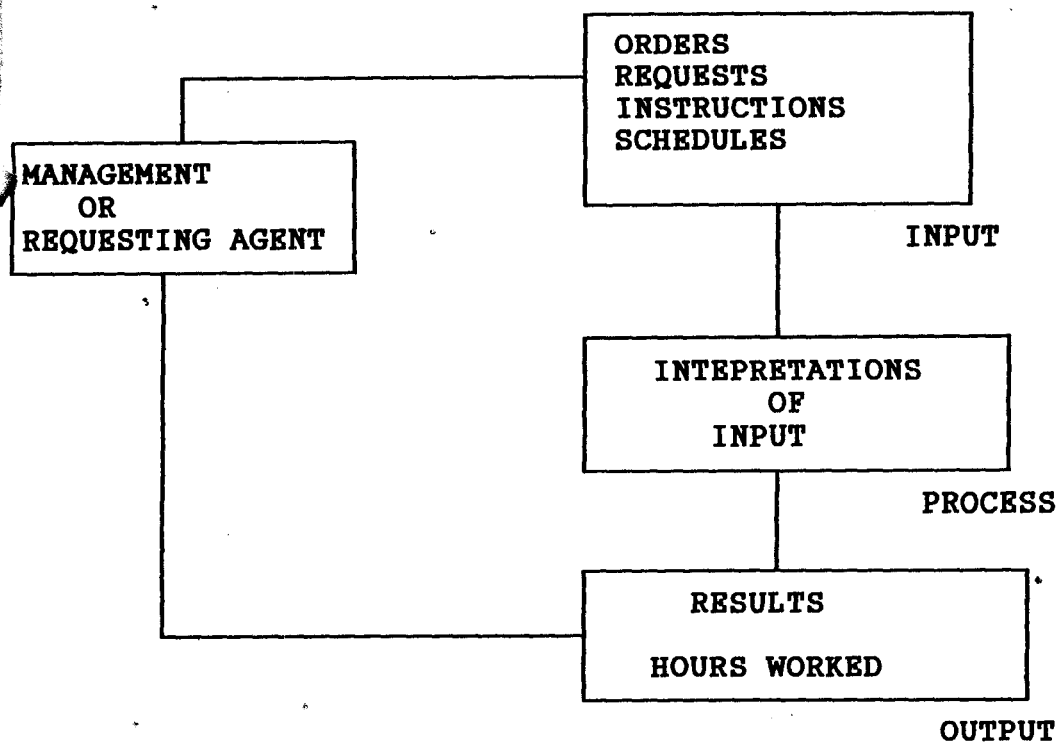 ORDERS
REQUESTS
INSTRUCTIONS
SCHEDULES
MANAGEMENT
OR
REQUESTING AGENT
INPUT
INTEPRETATIONS
OF
INPUT
PROCESS
RESULTS
HOURS WORKED
OUTPUT